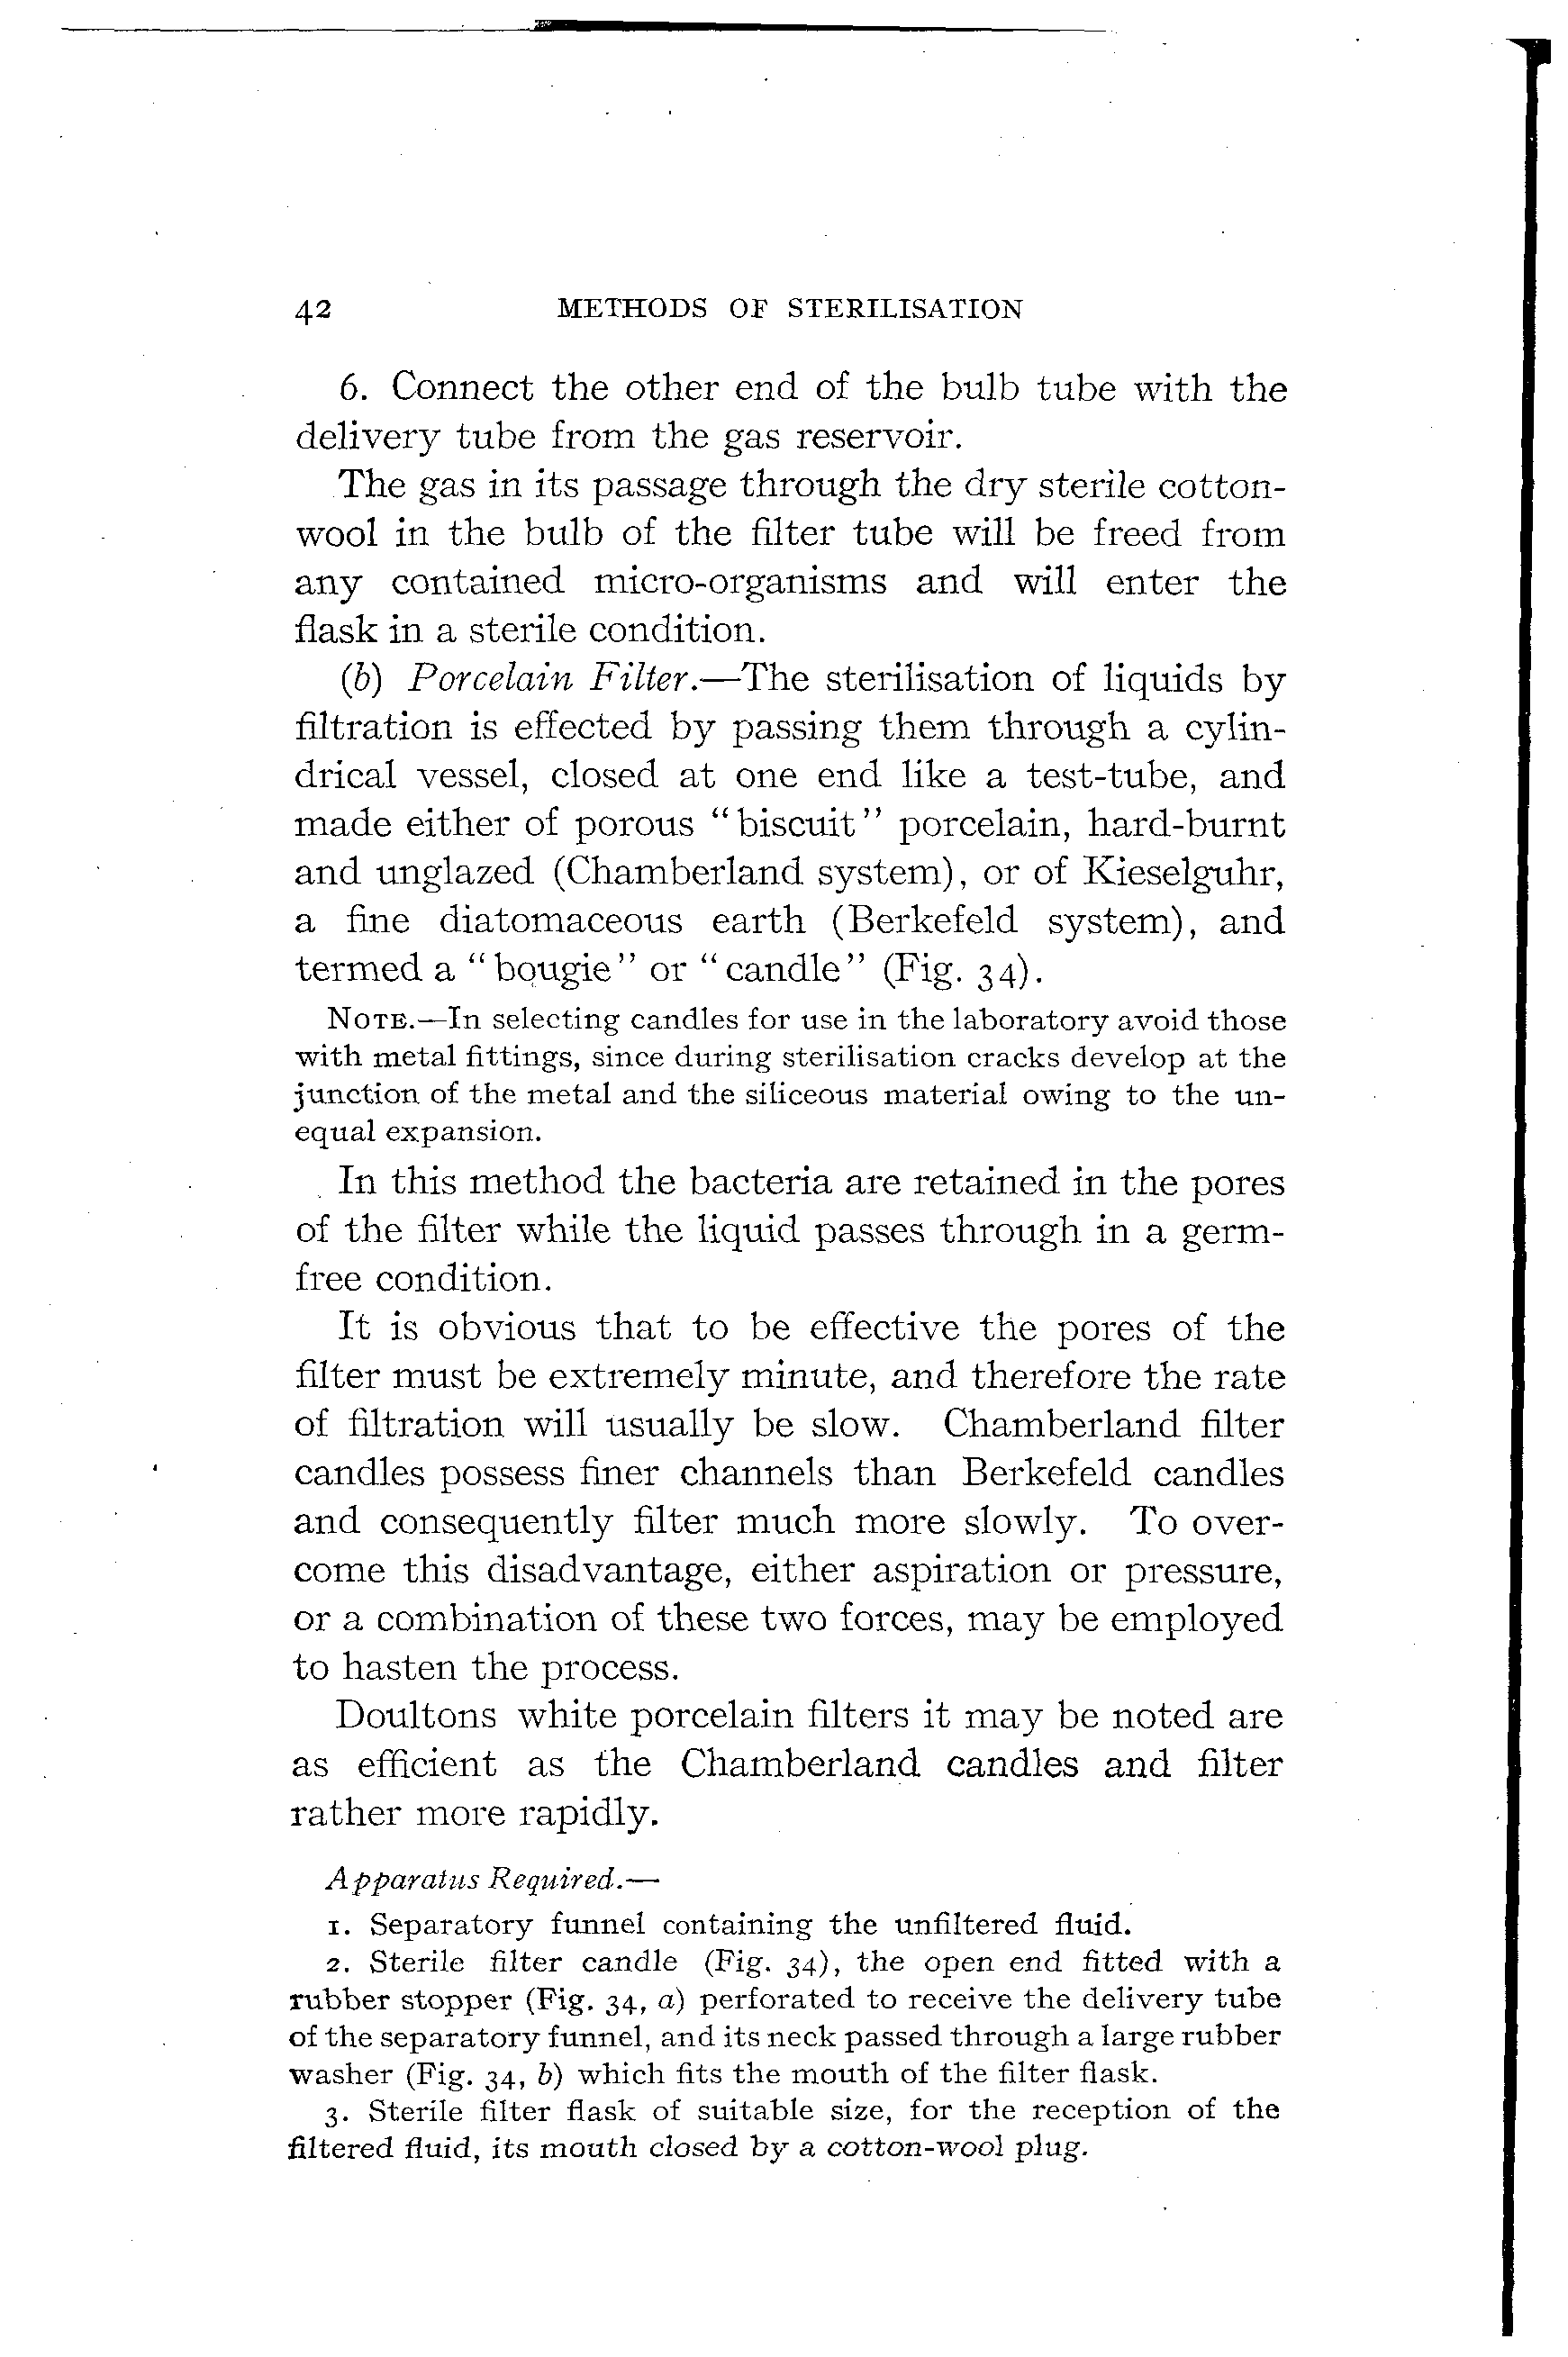 42 METHODS OF STERILISATION
6. Connect the other end of the bulb tube with the
delivery tube from the gas reservoir.
The gas in its passage through the dry sterile cotton-
wool in the bulb of the filter tube will be freed from
any contained micro-organisms and will enter the
flask in a sterile condition.
(b) Porcelain Filter.—The sterilisation of liquids by
filtration is effected by passing them through a cylin-
drical vessel, closed at one end like a test-tube, and
made either of porous "biscuit" porcelain, hard-burnt
and unglazed (Chamberland system), or of Kieselguhr,
a fine diatomaceous earth (Berkefeld system), and
termed a "bougie" or "candle" (Fig. 34).
NOTE.—In selecting candles for use in the laboratory avoid those
with metal fittings, since during sterilisation cracks develop at the
junction of the metal and the siliceous material owing to the un-
equal expansion.
In this method the bacteria are retained in the pores
of the filter while the liquid passes through in a germ-
free condition.
It is obvious that to be effective the pores of the
filter must be extremely minute, and therefore the rate
of filtration will usually be slow. Chamberland filter
candles possess finer channels than Berkefeld candles
and consequently filter much more slowly. To over-
come this disadvantage, either aspiration or pressure,
or a combination of these two forces, may be employed
to hasten the process.
Doultons white porcelain filters it may be noted are
as efficient as the Chamberland candles and filter
rather more rapidly.
Apparatus Required.—
1. Separatory funnel containing the unfiltered fluid.
2. Sterile filter candle (Fig. 34), the open end fitted with a
rubber stopper (Fig. 34, a) perforated to receive the delivery tube
of the separatory funnel, and its neck passed through a large rubber
washer (Fig. 34, b) which fits the mouth of the filter flask.
3. Sterile filter flask of suitable size, for the reception of the
filtered fluid, its mouth closed by a cotton-wool plug.